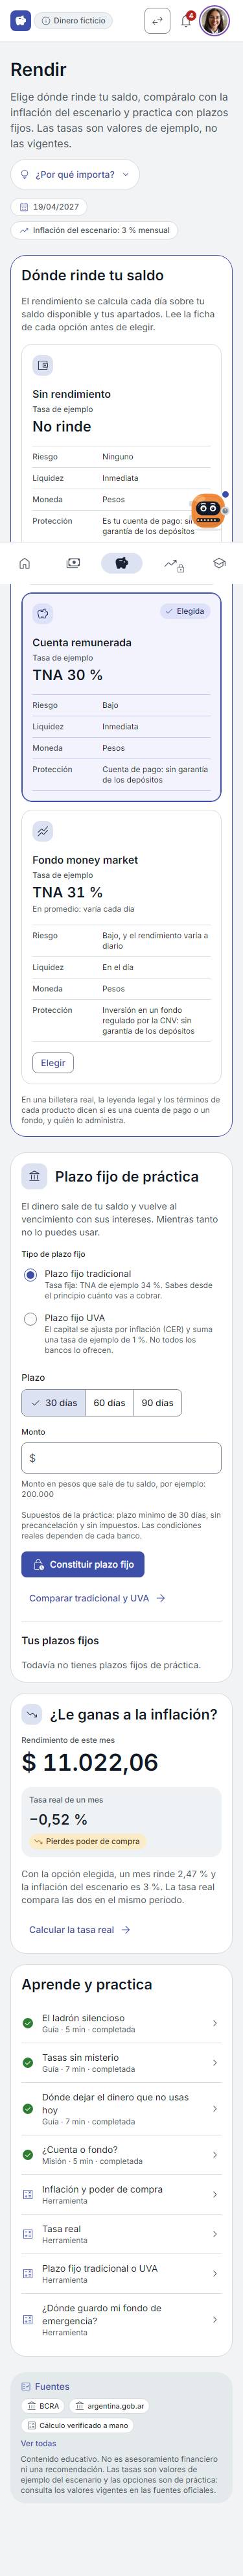 Dinero ficticio
4
Rendir
Elige dónde rinde tu saldo, compáralo con la
inflación del escenario y practica con plazos
fijos. Las tasas son valores de ejemplo, no
las vigentes.
¿Por qué importa?
19/04/2027
Inflación del escenario: 3 % mensual
Dónde rinde tu saldo
El rendimiento se calcula cada día sobre tu
saldo disponible y tus apartados. Lee la ficha
de cada opción antes de elegir.
Sin rendimiento
Tasa de ejemplo
No rinde
Riesgo Ninguno
Liquidez Inmediata
Moneda Pesos
Protección Es tu cuenta de pago: sin
garantía de los depósitos
Elegida
Cuenta remunerada
Tasa de ejemplo
TNA 30 %
Riesgo Bajo
Liquidez Inmediata
Moneda Pesos
Protección Cuenta de pago: sin garantía
de los depósitos
Fondo money market
Tasa de ejemplo
TNA 31 %
En promedio: varía cada día
Riesgo Bajo, y el rendimiento varía a
diario
Liquidez En el día
Moneda Pesos
Protección Inversión en un fondo
regulado por la CNV: sin
garantía de los depósitos
Elegir
En una billetera real, la leyenda legal y los términos de
cada producto dicen si es una cuenta de pago o un
fondo, y quién lo administra.
Plazo fijo de práctica
El dinero sale de tu saldo y vuelve al
vencimiento con sus intereses. Mientras tanto
no lo puedes usar.
Tipo de plazo fijo
Plazo fijo tradicional
Tasa fija: TNA de ejemplo 34 %. Sabes desde
el principio cuánto vas a cobrar.
Plazo fijo UVA
El capital se ajusta por inflación (CER) y suma
una tasa de ejemplo de 1 %. No todos los
bancos lo ofrecen.
Plazo
30 días 60 días 90 días
Monto
$
Monto en pesos que sale de tu saldo, por ejemplo:
200.000
Supuestos de la práctica: plazo mínimo de 30 días, sin
precancelación y sin impuestos. Las condiciones
reales dependen de cada banco.
Constituir plazo fijo
Comparar tradicional y UVA
Tus plazos fijos
Todavía no tienes plazos fijos de práctica.
¿Le ganas a la inflación?
Rendimiento de este mes
$ 11.022,06
Tasa real de un mes
−0,52 %
Pierdes poder de compra
Con la opción elegida, un mes rinde 2,47 % y
la inflación del escenario es 3 %. La tasa real
compara las dos en el mismo periodo.
Calcular la tasa real
Aprende y practica
El ladrón silencioso
Guía · 5 min · completada
Tasas sin misterio
Guía · 7 min · completada
Dónde dejar el dinero que no usas
hoy
Guía · 7 min · completada
¿Cuenta o fondo?
Misión · 5 min · completada
Inflación y poder de compra
Herramienta
Tasa real
Herramienta
Plazo fijo tradicional o UVA
Herramienta
¿Dónde guardo mi fondo de
emergencia?
Herramienta
Fuentes
BCRA argentina.gob.ar
Cálculo verificado a mano
Ver todas
Contenido educativo. No es asesoramiento financiero
ni una recomendación. Las tasas son valores de
ejemplo del escenario y las opciones son de práctica:
consulta los valores vigentes en las fuentes oficiales.